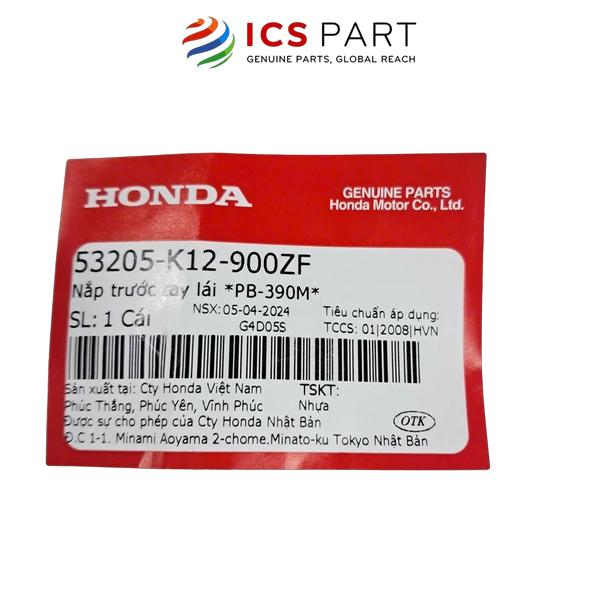 ICS PART
GENUINE PARTS, GLOBAL REACH
HONDA
GENUINE PARTS
Honda Motor Co., Ltd.
53205-K12-900ZF
Nắp trước tay lái *PB-390M*
SL: 1 Cái
NSX: 05-04-2024
G4D05S
Tiêu chuẩn áp dụng:
TCCS: 01|2008|HVN
Sản xuất tại: Cty Honda Việt Nam
Phúc Thắng, Phúc Yên, Vĩnh Phúc
TSKT:
Nhựa
Được sự cho phép của Cty Honda Nhật Bản
Đ.C 1-1. Minami Aoyama 2-chome.Minato-ku Tokyo Nhật Bản
OTK